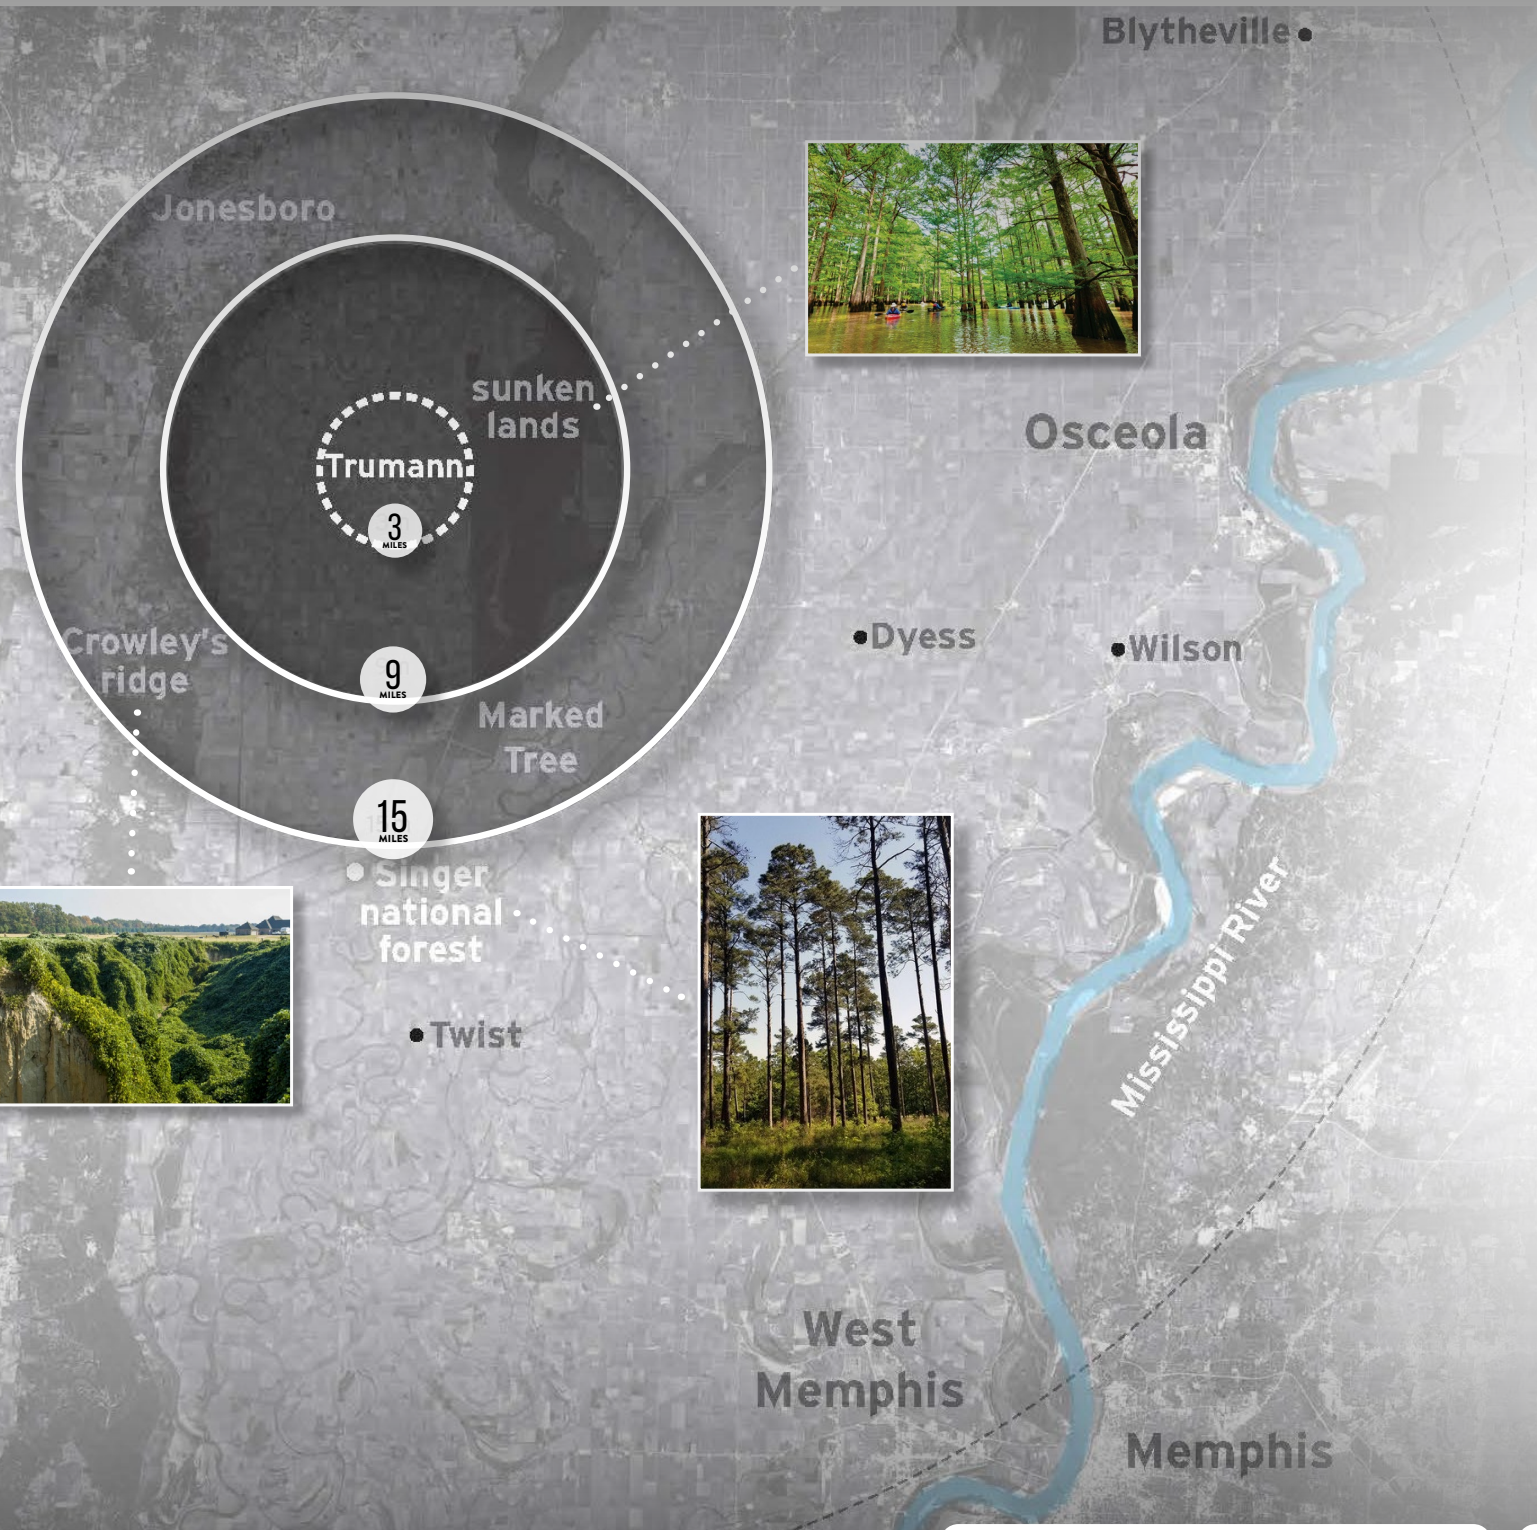 Blytheville
Jonesboro
sunken
lands
Osceola
Trumann
3
MILES
Dyess
Wilson
Crowley's
ridge
9
MILES
Marked
Tree
15
MILES
Singer
national
forest
Mississippi River
Twist
West
Memphis
Memphis